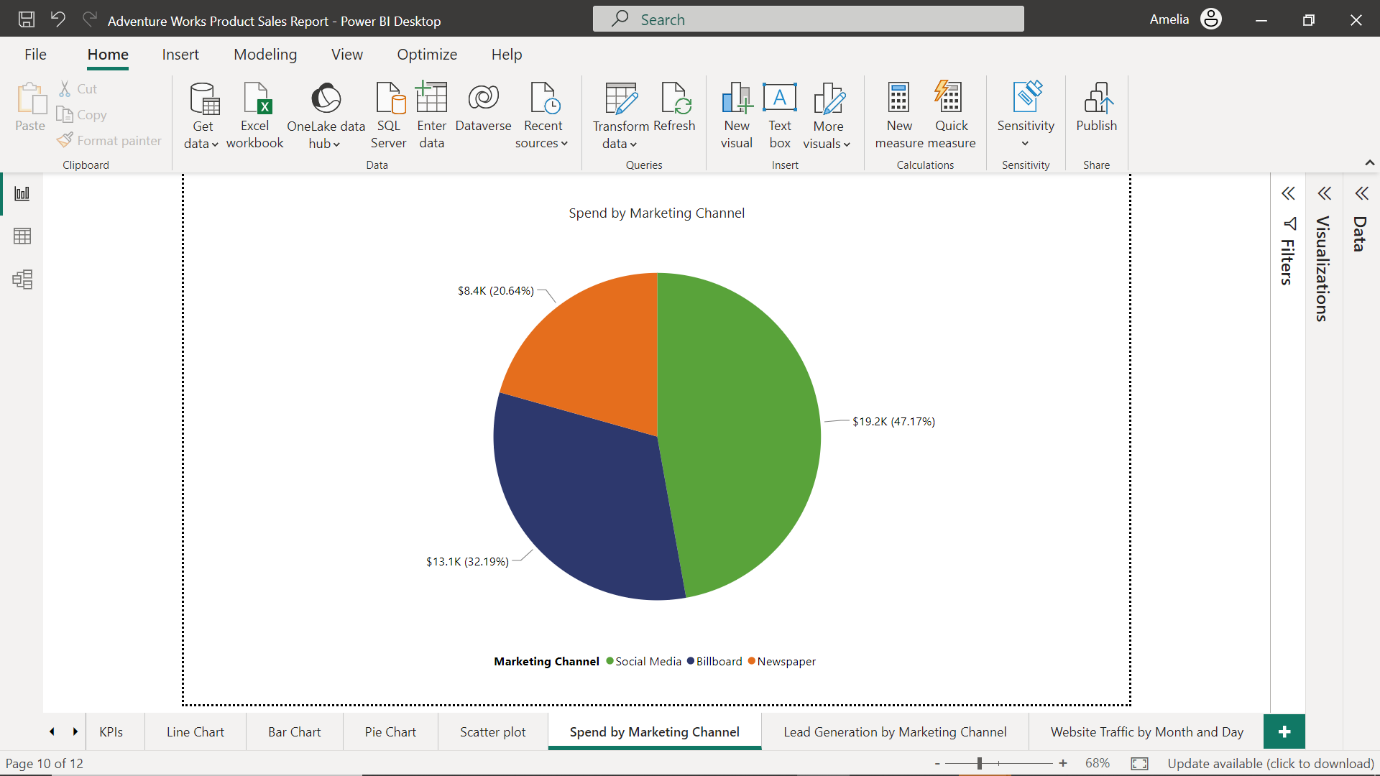 Adventure Works Product Sales Report - Power BI Desktop
Search
Amelia
File Home Insert Modeling View Optimize Help
Paste
Cut
Copy
Format painter
Clipboard
Get data
Excel workbook
OneLake data hub
SQL Server
Enter data
Dataverse
Recent sources
Data
Transform data
Refresh
Queries
New visual
Text box
More visuals
Insert
New measure
Quick measure
Calculations
Sensitivity
Sensitivity
Publish
Share
Spend by Marketing Channel
$8.4K (20.64%)
$19.2K (47.17%)
$13.1K (32.19%)
Marketing Channel Social Media Billboard Newspaper
Filters
Visualizations
Data
KPIs Line Chart Bar Chart Pie Chart Scatter plot Spend by Marketing Channel Lead Generation by Marketing Channel Website Traffic by Month and Day
Page 10 of 12
- + 68% Update available (click to download)